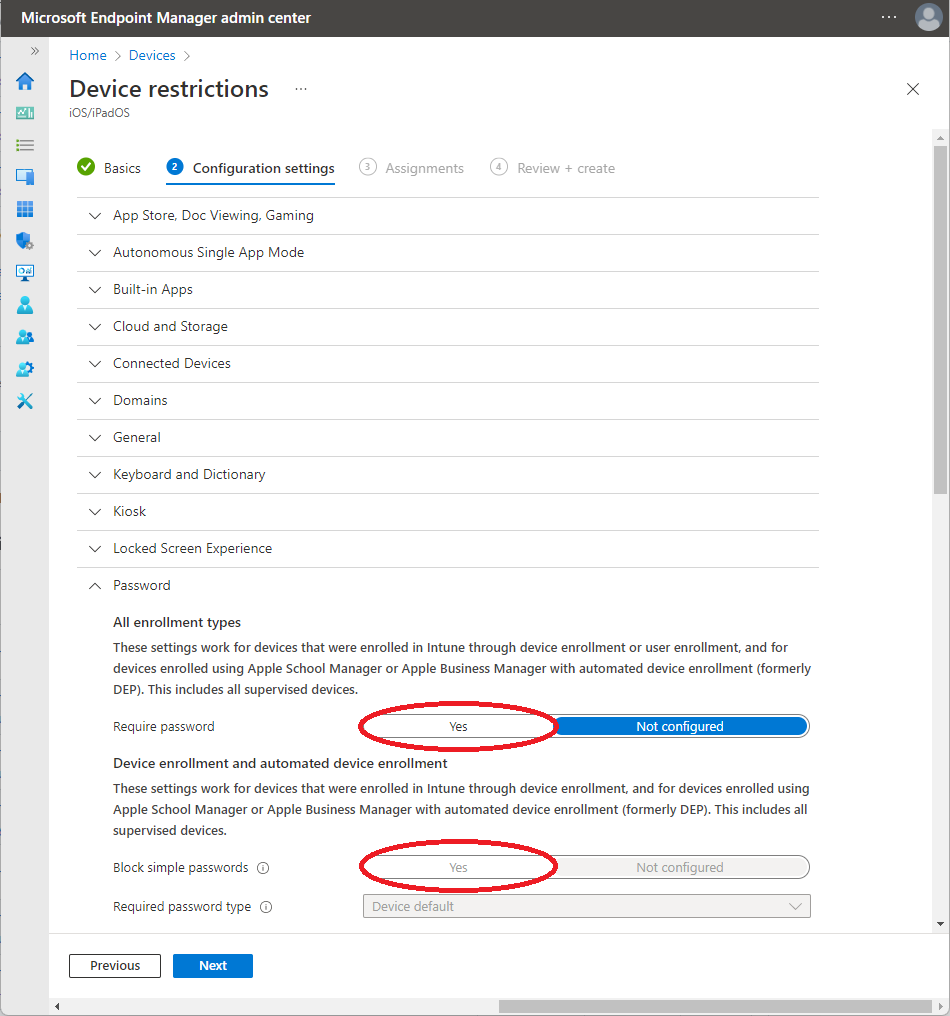 Microsoft Endpoint Manager admin center
Home > Devices >
Device restrictions ...
iOS/iPadOS
Basics
2 Configuration settings
3 Assignments
4 Review + create
App Store, Doc Viewing, Gaming
Autonomous Single App Mode
Built-in Apps
Cloud and Storage
Connected Devices
Domains
General
Keyboard and Dictionary
Kiosk
Locked Screen Experience
Password
All enrollment types
These settings work for devices that were enrolled in Intune through device enrollment or user enrollment, and for
devices enrolled using Apple School Manager or Apple Business Manager with automated device enrollment (formerly
DEP). This includes all supervised devices.
Require password Yes Not configured
Device enrollment and automated device enrollment
These settings work for devices that were enrolled in Intune through device enrollment, and for devices enrolled using
Apple School Manager or Apple Business Manager with automated device enrollment (formerly DEP). This includes all
supervised devices.
Block simple passwords Yes Not configured
Required password type Device default
Previous Next